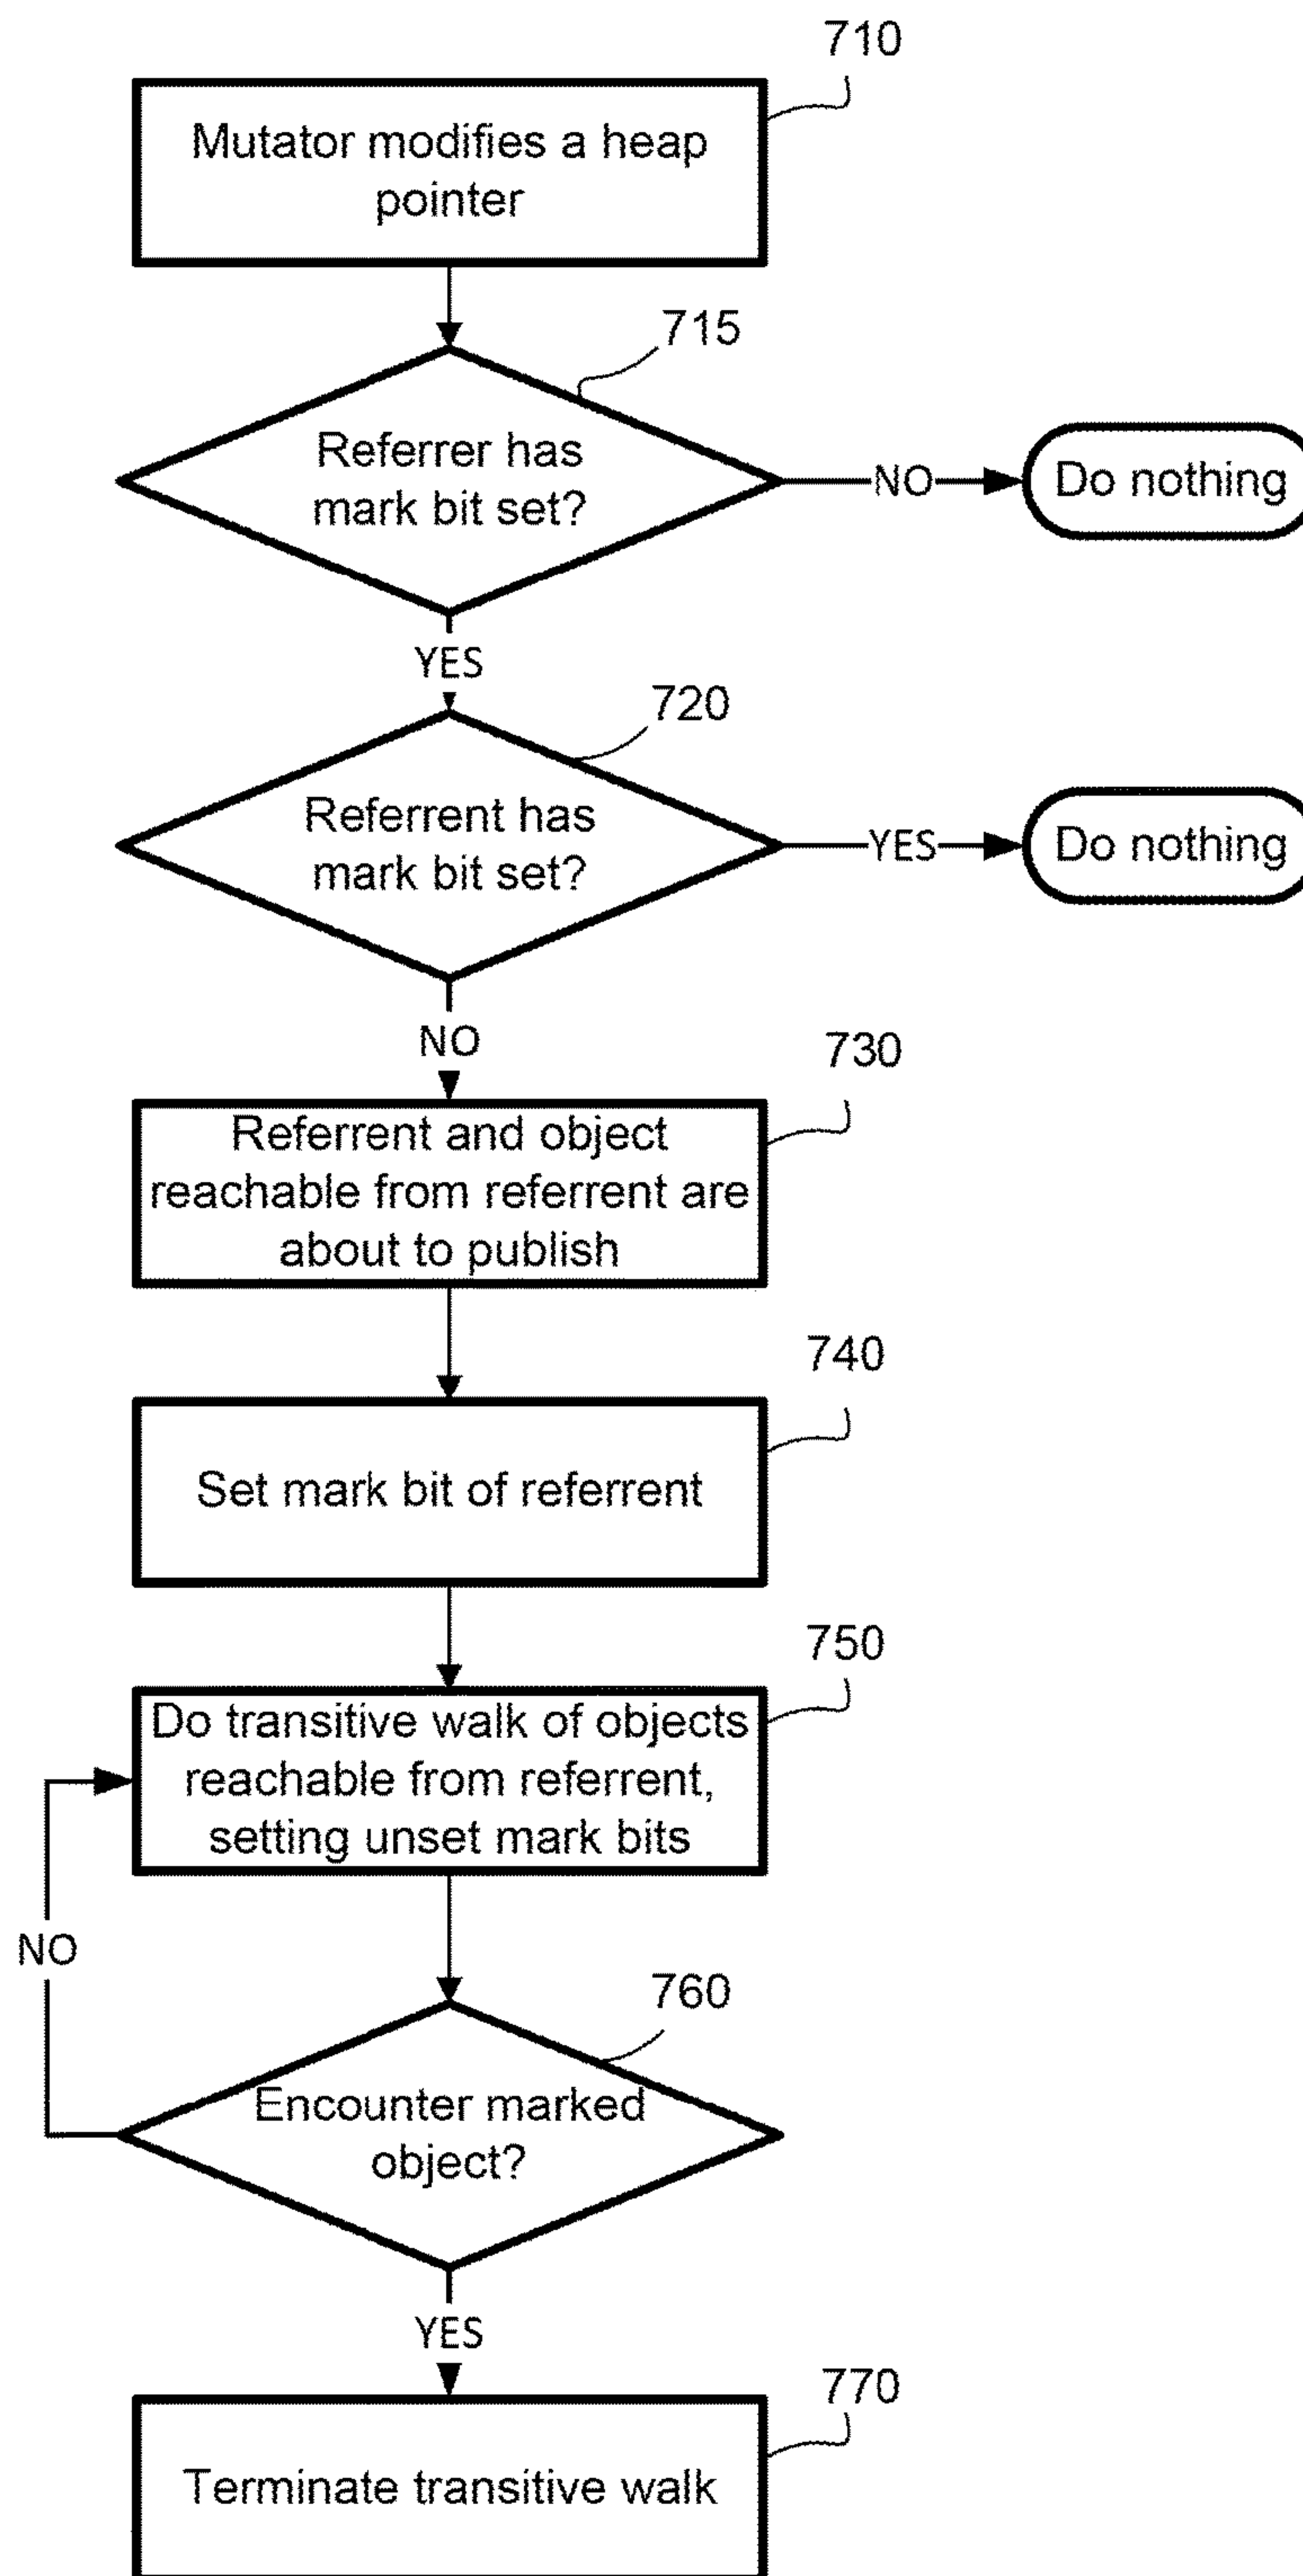 710
Mutator modifies a heap
pointer
715
Referrer has
mark bit set?
NO
Do nothing
YES
720
Referrent has
mark bit set?
YES
Do nothing
NO
730
Referrent and object
reachable from referrent are
about to publish
740
Set mark bit of referrent
750
Do transitive walk of objects
reachable from referrent,
setting unset mark bits
NO
760
Encounter marked
object?
YES
770
Terminate transitive walk